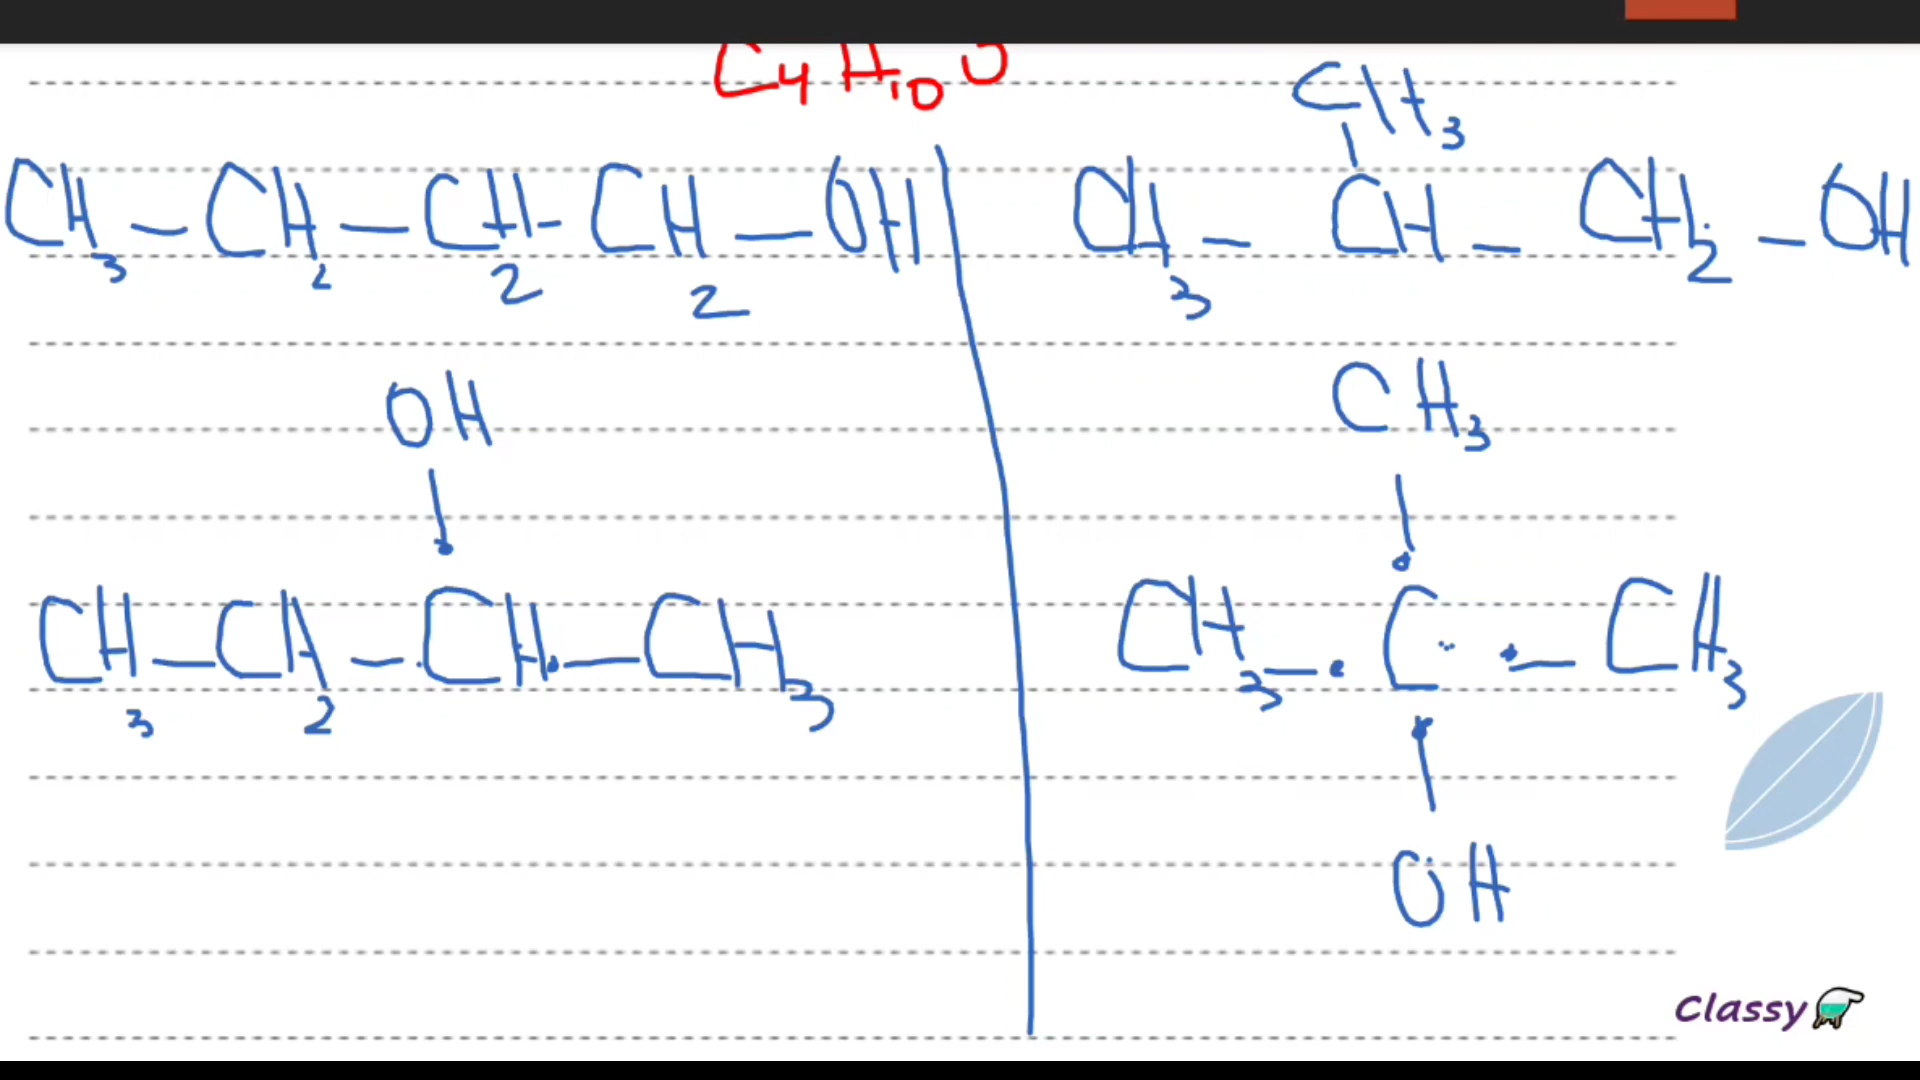 C₄H₁₀O
CH₃ — CH₂ — CH₂ - CH₂ — OH
CH₃
CH₃ — CH — CH₂ — OH
OH
CH₃ — CH₂ — CH — CH₃
CH₃
CH₃ — C — CH₃
OH
Classy